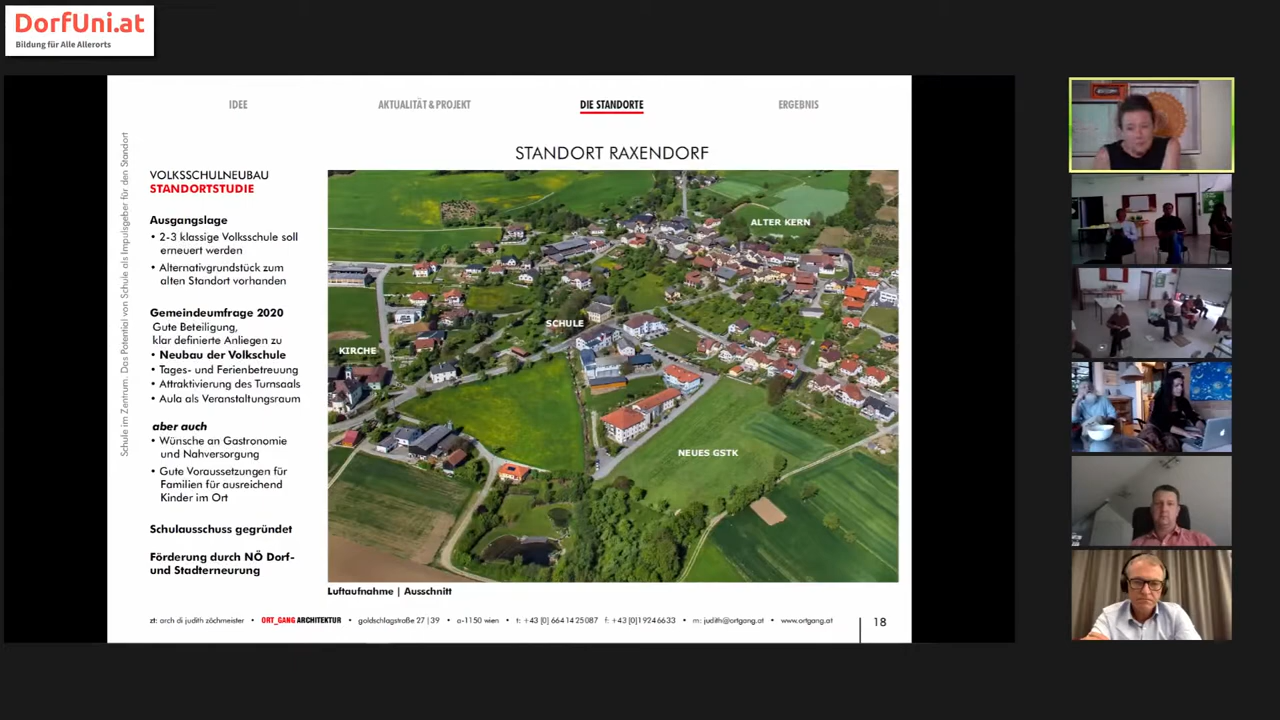 DorfUni.at
Bildung für Alle Allerorts
IDEE
AKTUALITÄT & PROJEKT
DIE STANDORTE
ERGEBNIS
Schule im Zentrum. Das Potential von Schule als Impulsgeber für den Standort
STANDORT RAXENDORF
VOLKSSCHULNEUBAU
STANDORTSTUDIE
Ausgangslage
• 2-3 klassige Volksschule soll
erneuert werden
• Alternativgrundstück zum
alten Standort vorhanden
Gemeindeumfrage 2020
Gute Beteiligung,
klar definierte Anliegen zu
• Neubau der Volkschule
• Tages- und Ferienbetreuung
• Attraktivierung des Turnsaals
• Aula als Veranstaltungsraum
aber auch
• Wünsche an Gastronomie
und Nahversorgung
• Gute Voraussetzungen für
Familien für ausreichend
Kinder im Ort
Schulausschuss gegründet
Förderung durch NÖ Dorf-
und Stadterneurung
ALTER KERN
SCHULE
KIRCHE
NEUES GSTK
Luftaufnahme | Ausschnitt
zt: arch di judith zöchmeister • ORT_GANG ARCHITEKTUR • goldschlagstraße 27 | 39 • a-1150 wien • t: +43 [0] 664 14 25 087 f: +43 [0]1 924 66 33 • m: judith@ortgang.at • www.ortgang.at
18